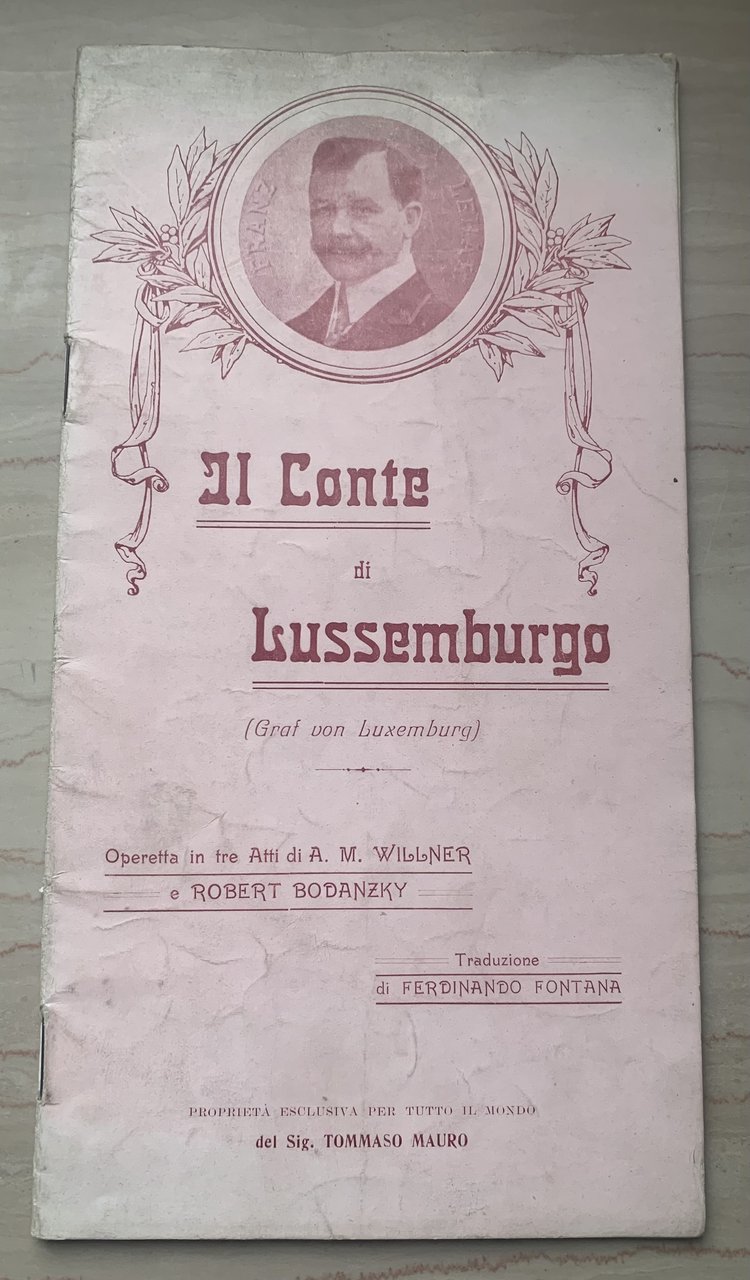 FRANZ LEHÁR
Il Conte
di
Lussemburgo
(Graf von Luxemburg)
Operetta in tre Atti di A. M. WILLNER
e ROBERT BODANZKY
Traduzione
di FERDINANDO FONTANA
PROPRIETÀ ESCLUSIVA PER TUTTO IL MONDO
del Sig. TOMMASO MAURO